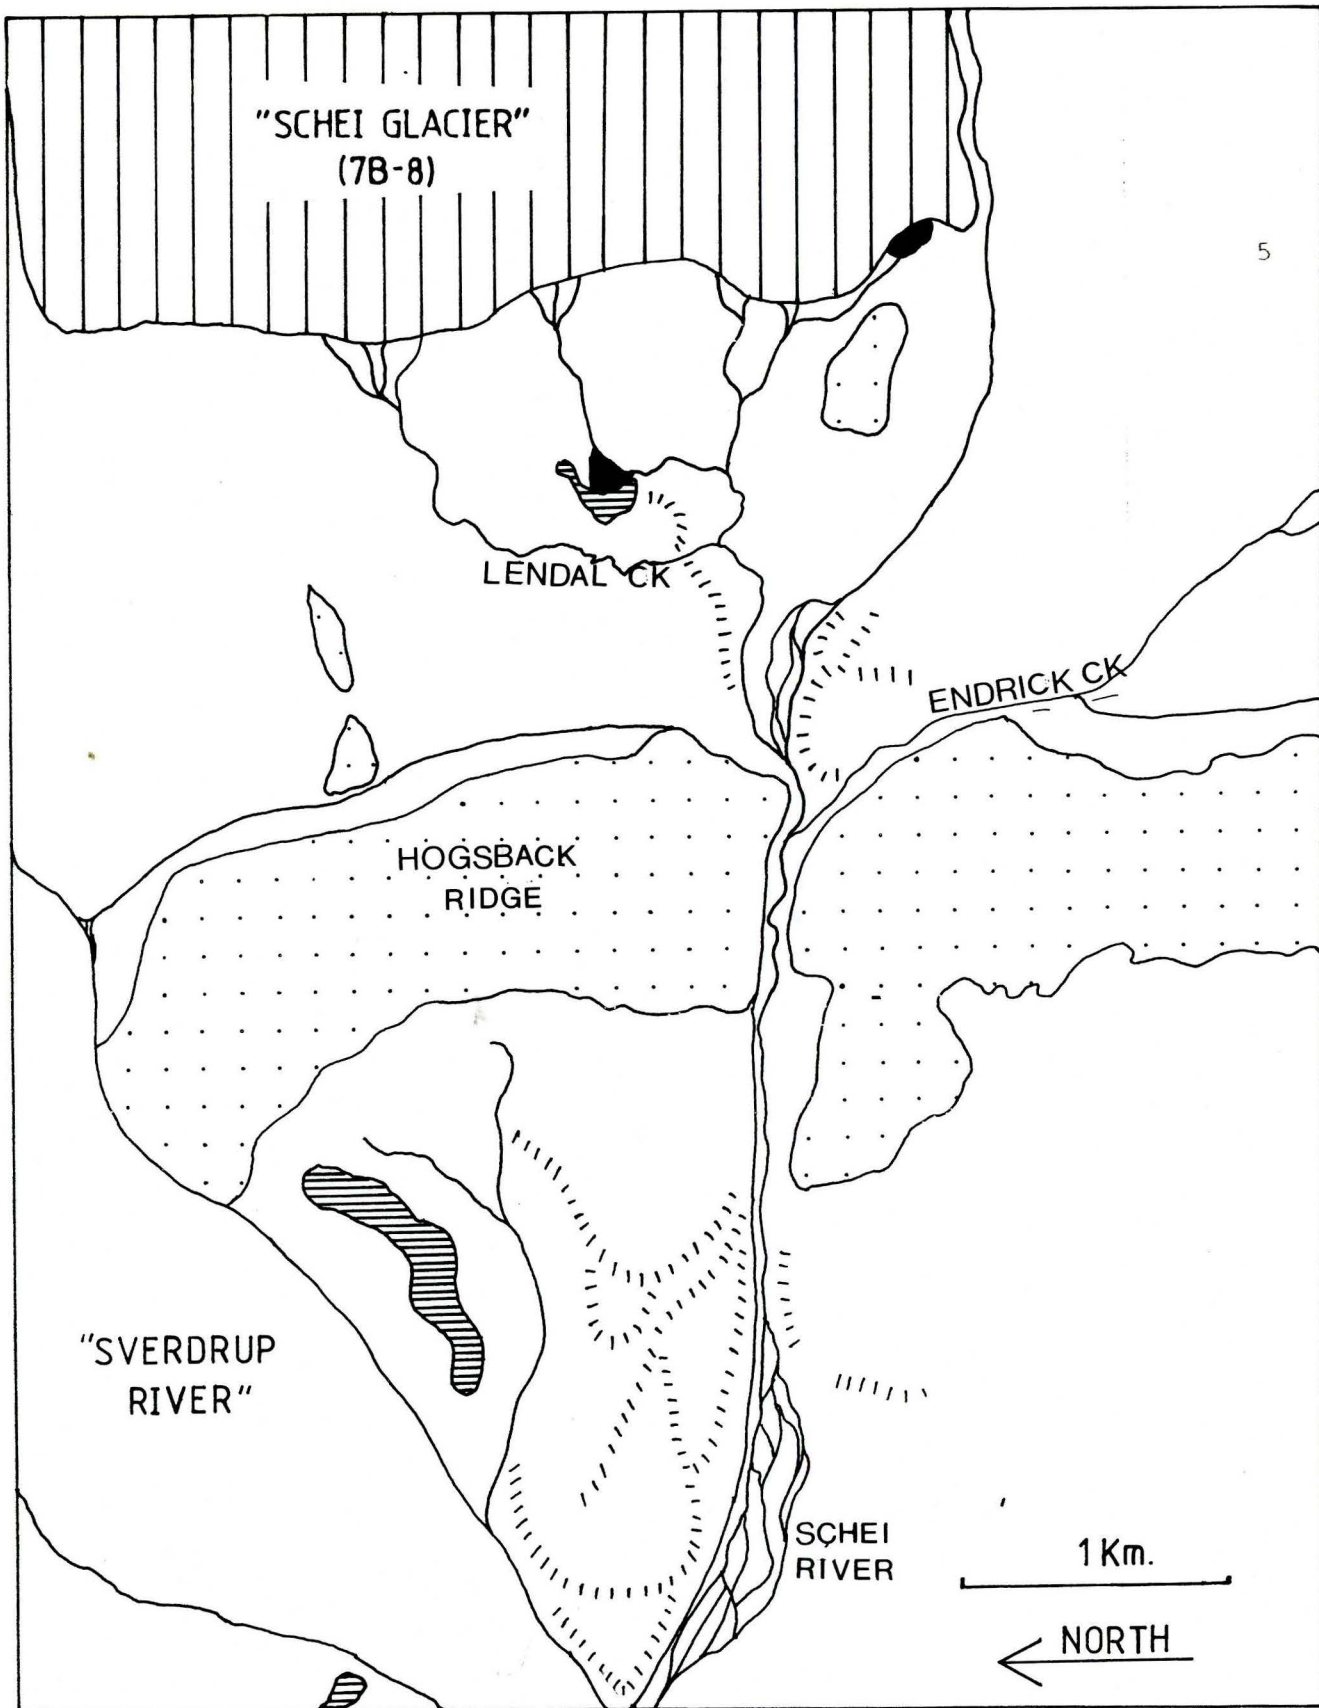 "SCHEI GLACIER"
(7B-8)
5
LENDAL CK
ENDRICK CK
HOGSBACK
RIDGE
"SVERDRUP
RIVER"
SCHEI
RIVER
1 Km.
NORTH